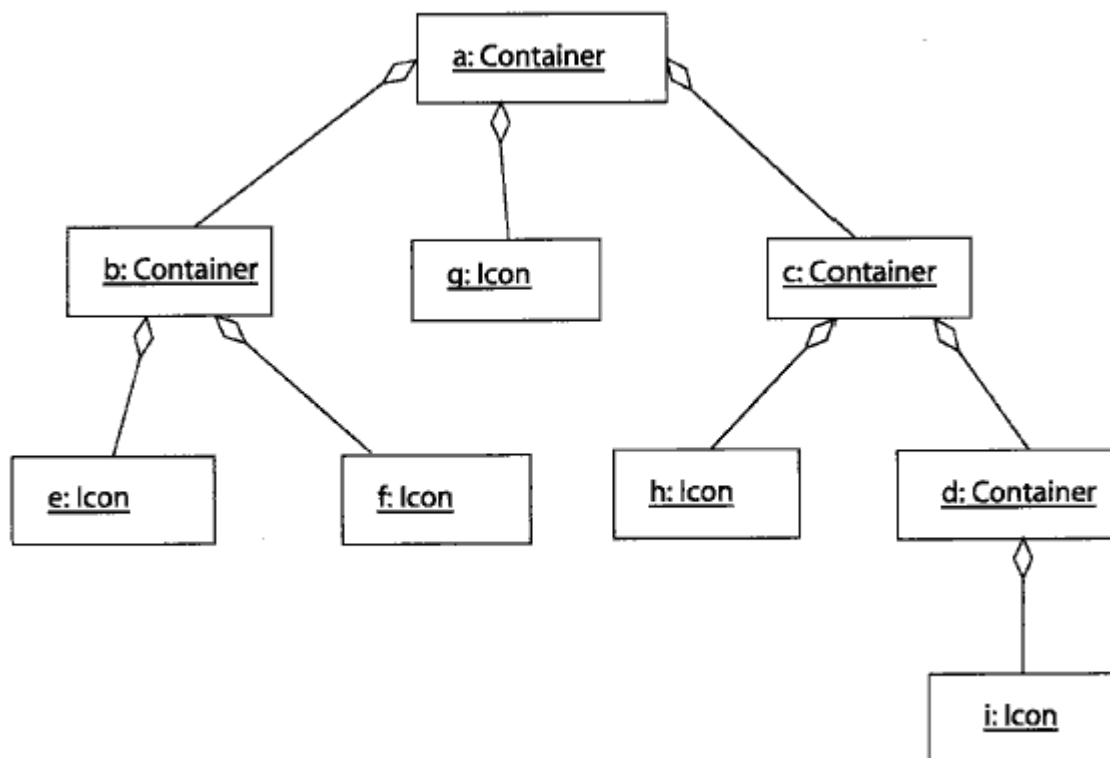 a: Container
b: Container
g: Icon
c: Container
e: Icon
f: Icon
h: Icon
d: Container
i: Icon